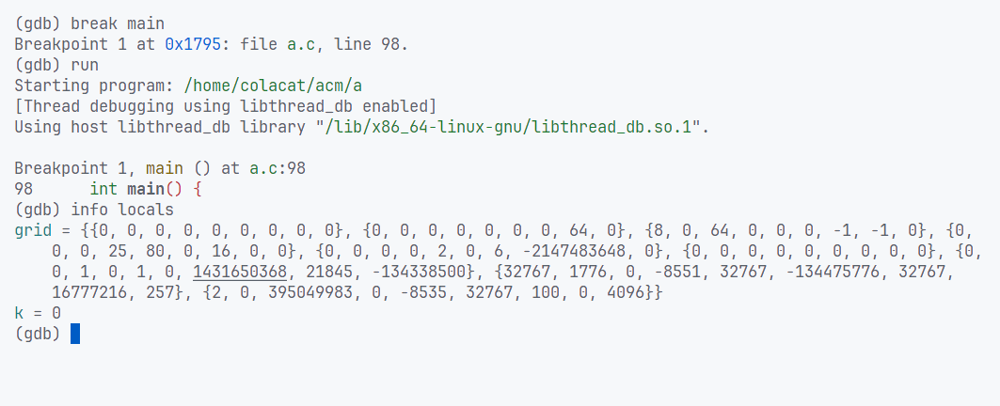 (gdb) break main
Breakpoint 1 at 0x1795: file a.c, line 98.
(gdb) run
Starting program: /home/colacat/acm/a
[Thread debugging using libthread_db enabled]
Using host libthread_db library "/lib/x86_64-linux-gnu/libthread_db.so.1".
Breakpoint 1, main () at a.c:98
98      int main() {
(gdb) info locals
grid = {{0, 0, 0, 0, 0, 0, 0, 0, 0}, {0, 0, 0, 0, 0, 0, 0, 64, 0}, {8, 0, 64, 0, 0, 0, -1, -1, 0}, {0,
0, 0, 25, 80, 0, 16, 0, 0}, {0, 0, 0, 0, 2, 0, 6, -2147483648, 0}, {0, 0, 0, 0, 0, 0, 0, 0, 0}, {0,
0, 1, 0, 1, 0, 1431650368, 21845, -134338500}, {32767, 1776, 0, -8551, 32767, -134475776, 32767,
16777216, 257}, {2, 0, 395049983, 0, -8535, 32767, 100, 0, 4096}}
k = 0
(gdb)